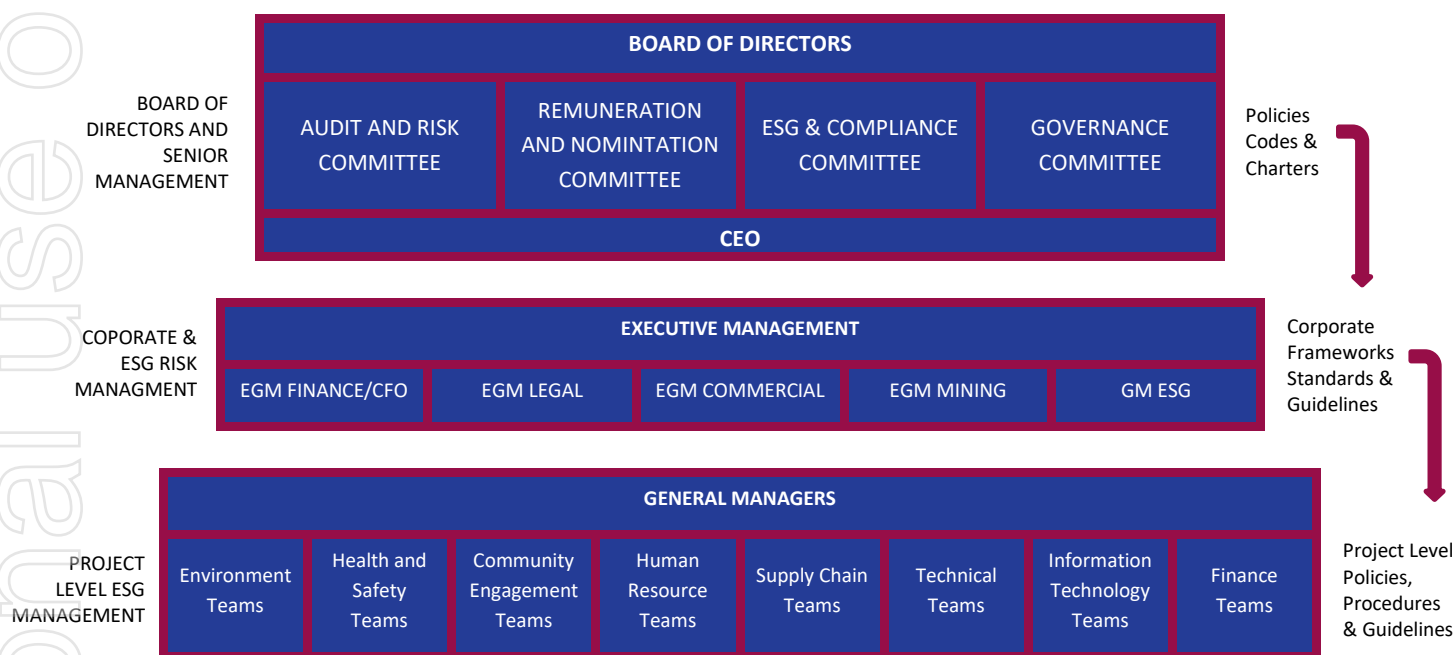 BOARD OF DIRECTORS
BOARD OF
DIRECTORS AND
SENIOR
MANAGEMENT
AUDIT AND RISK
COMMITTEE
REMUNERATION
AND NOMINTATION
COMMITTEE
ESG & COMPLIANCE
COMMITTEE
GOVERNANCE
COMMITTEE
Policies
Codes &
Charters
CEO
COPORATE &
ESG RISK
MANAGMENT
EXECUTIVE MANAGEMENT
EGM FINANCE/CFO
EGM LEGAL
EGM COMMERCIAL
EGM MINING
GM ESG
Corporate
Frameworks
Standards &
Guidelines
PROJECT
LEVEL ESG
MANAGEMENT
GENERAL MANAGERS
Environment
Teams
Health and
Safety
Teams
Community
Engagement
Teams
Human
Resource
Teams
Supply Chain
Teams
Technical
Teams
Information
Technology
Teams
Finance
Teams
Project Level
Policies,
Procedures
& Guidelines
onal use o